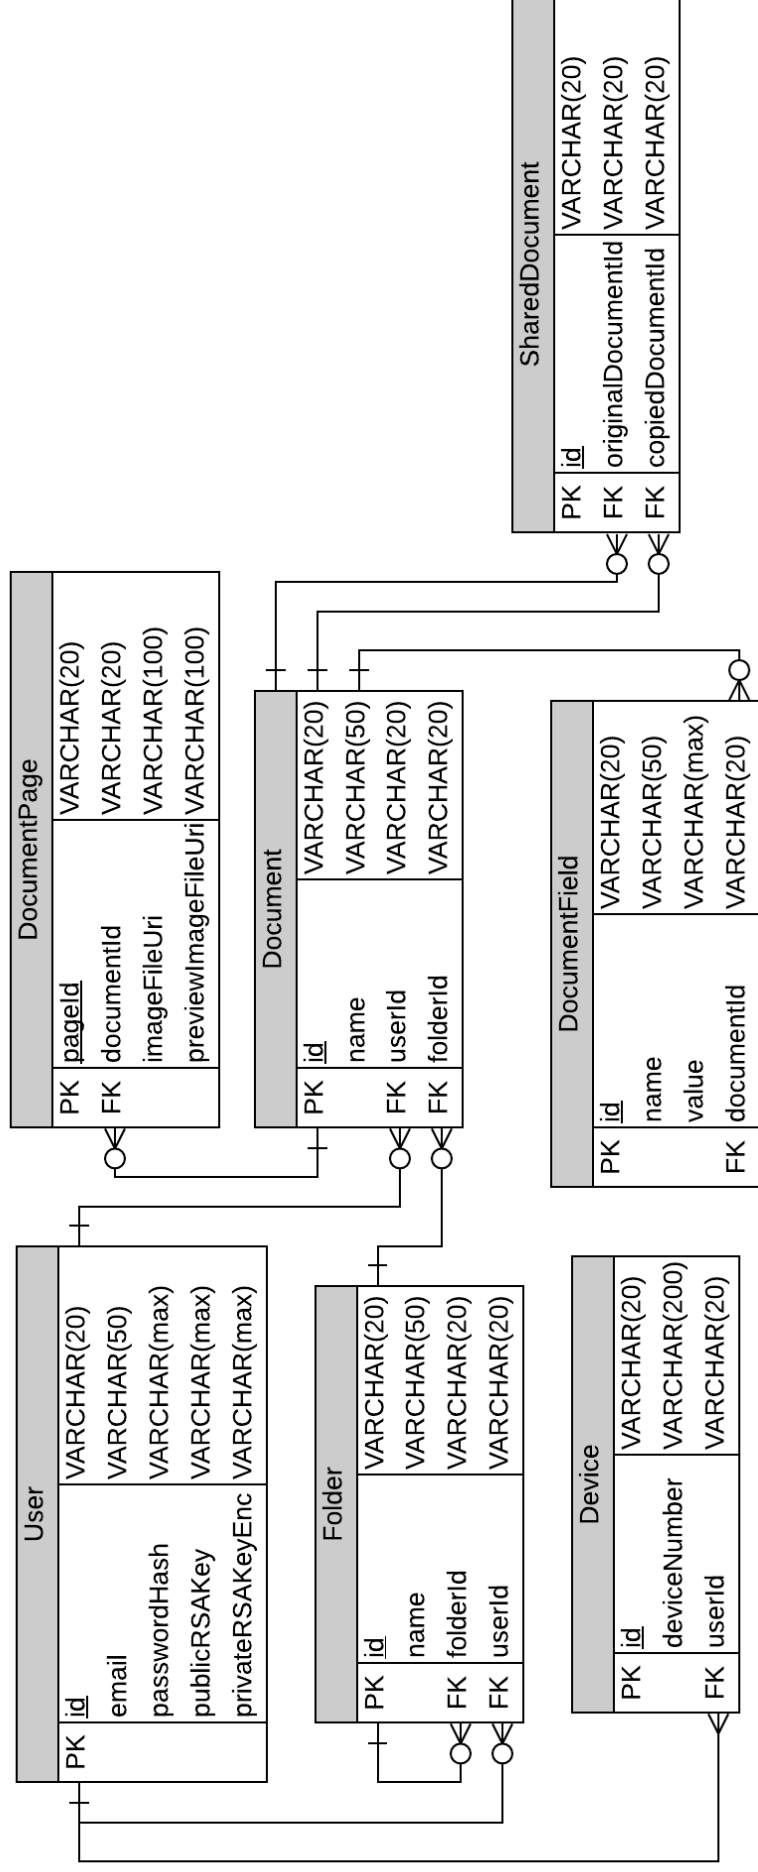 User
PK id VARCHAR(20)
email VARCHAR(50)
passwordHash VARCHAR(max)
publicRSAKey VARCHAR(max)
privateRSAKeyEnc VARCHAR(max)
DocumentPage
PK pageId VARCHAR(20)
FK documentId VARCHAR(20)
imageFileUri VARCHAR(100)
previewImageFileUri VARCHAR(100)
Folder
PK id VARCHAR(20)
name VARCHAR(50)
FK folderId VARCHAR(20)
FK userId VARCHAR(20)
Document
PK id VARCHAR(20)
name VARCHAR(50)
FK userId VARCHAR(20)
FK folderId VARCHAR(20)
SharedDocument
PK id VARCHAR(20)
FK originalDocumentId VARCHAR(20)
FK copiedDocumentId VARCHAR(20)
Device
PK id VARCHAR(20)
deviceNumber VARCHAR(200)
FK userId VARCHAR(20)
DocumentField
PK id VARCHAR(20)
name VARCHAR(50)
value VARCHAR(max)
FK documentId VARCHAR(20)